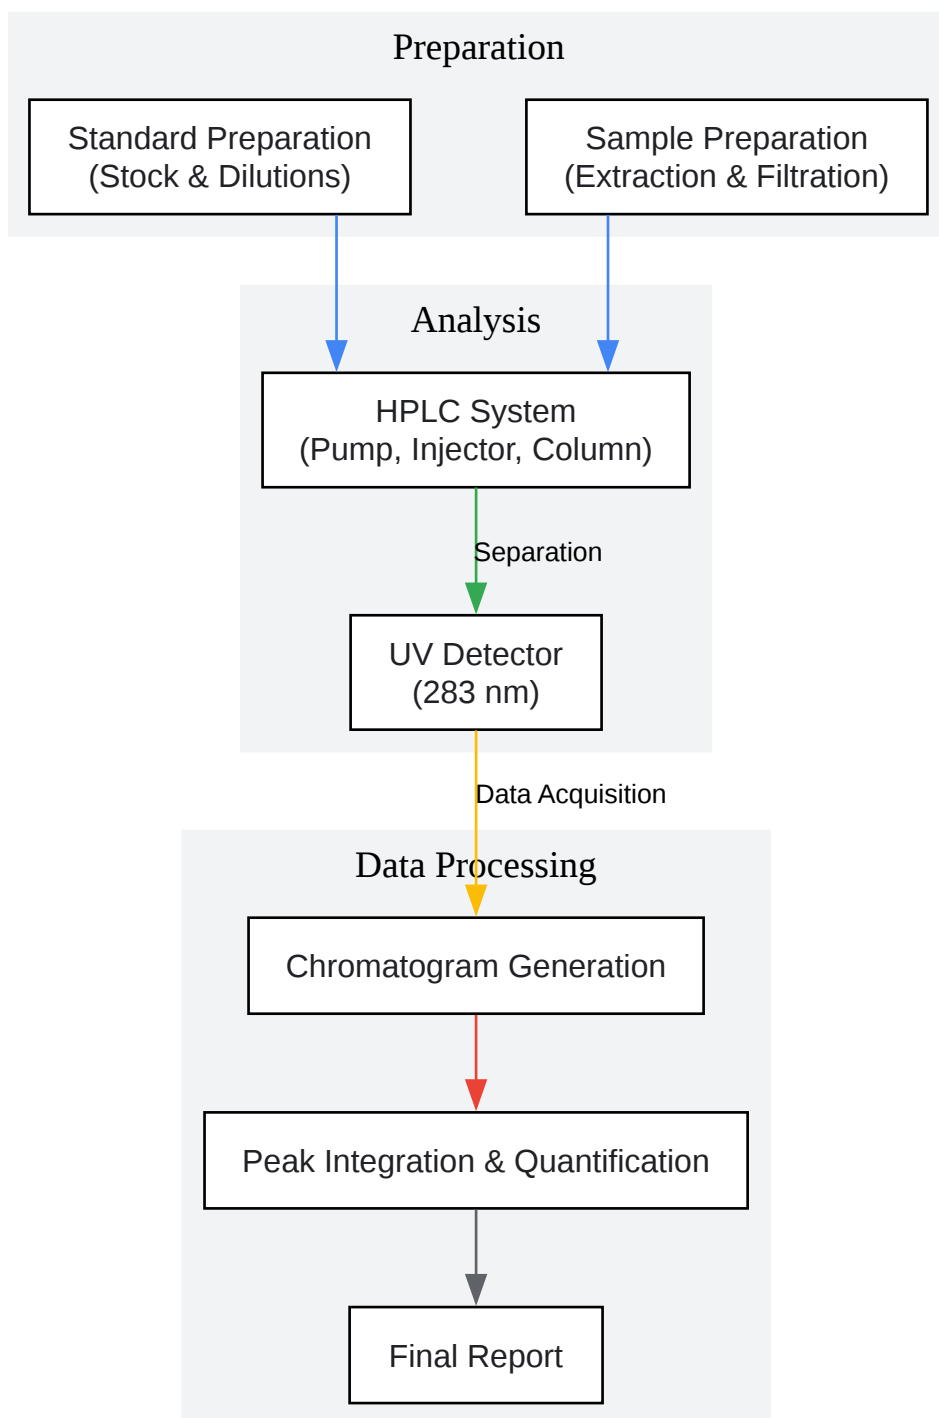 Preparation
Standard Preparation
(Stock & Dilutions)
Sample Preparation
(Extraction & Filtration)
Analysis
HPLC System
(Pump, Injector, Column)
Separation
UV Detector
(283 nm)
Data Acquisition
Data Processing
Chromatogram Generation
Peak Integration & Quantification
Final Report